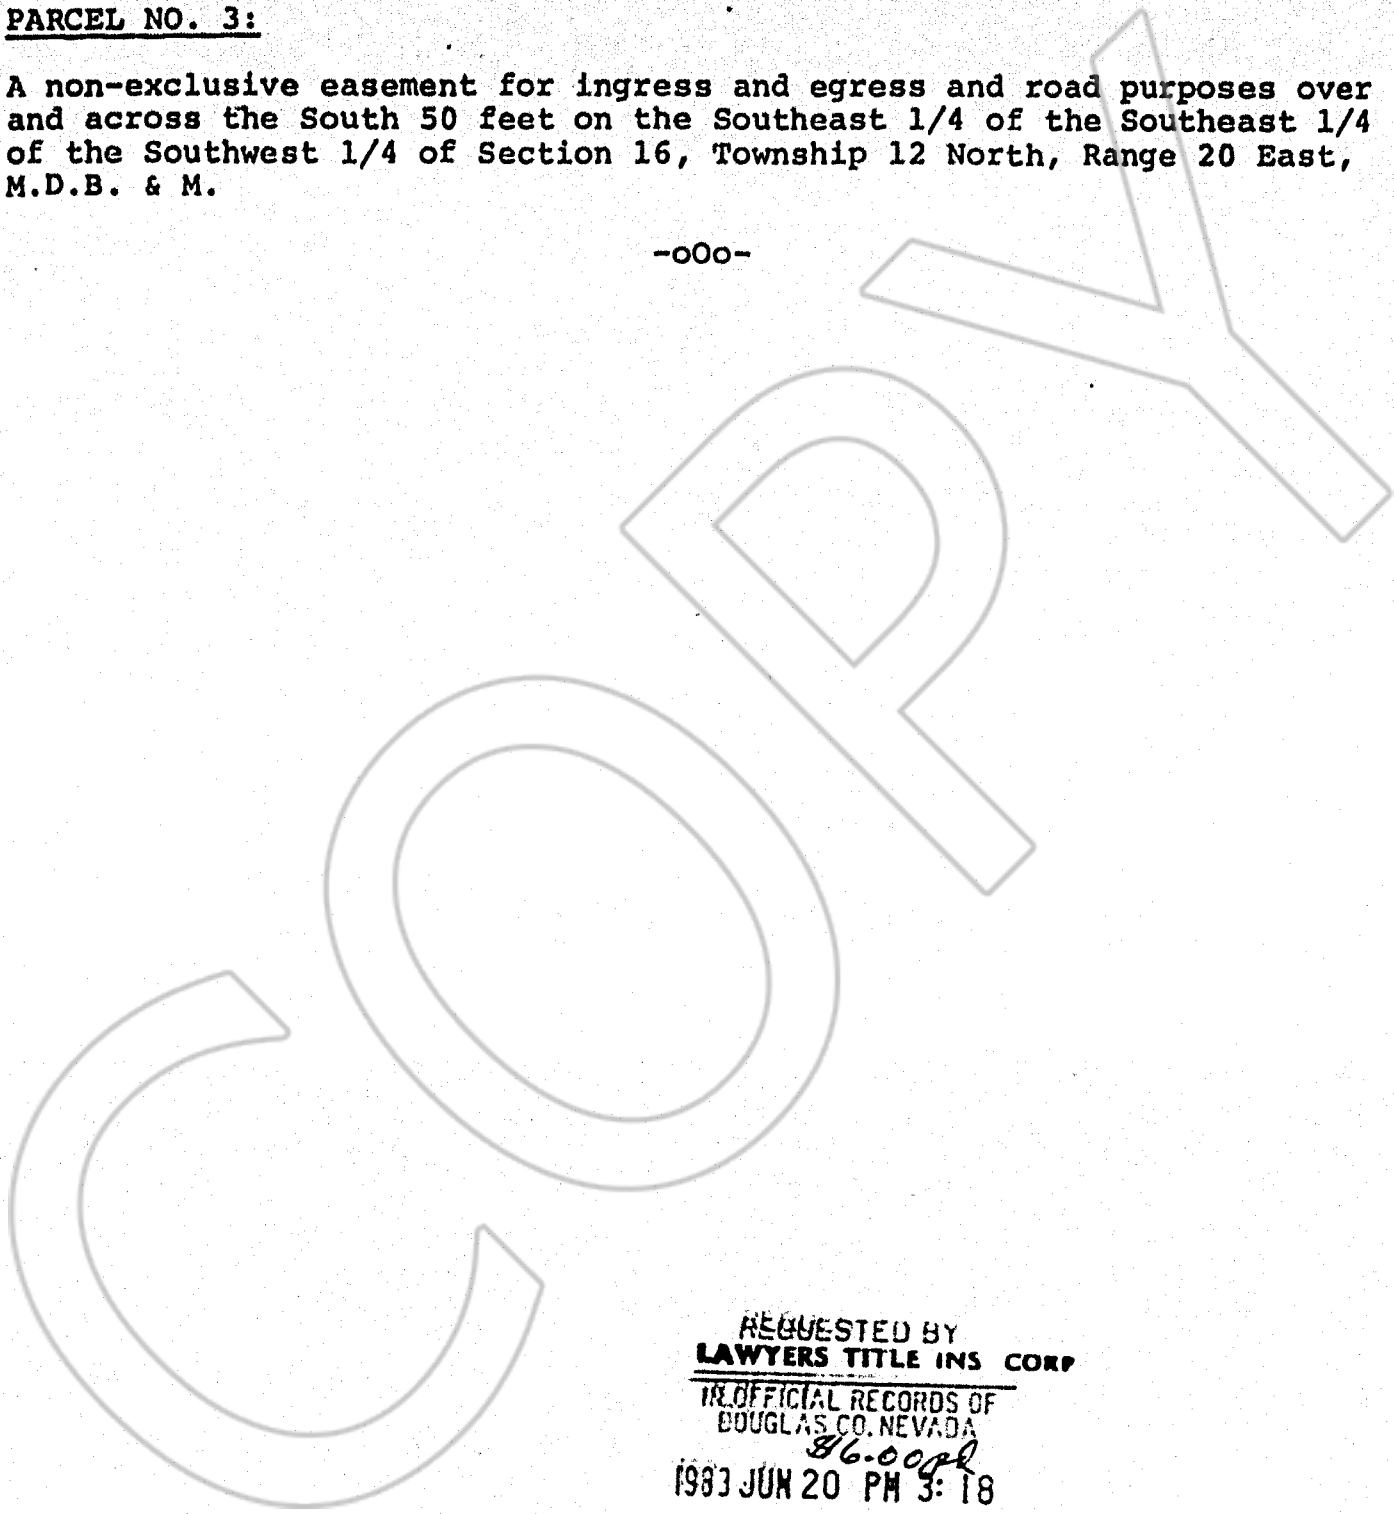 PARCEL NO. 3:
A non-exclusive easement for ingress and egress and road purposes over
and across the South 50 feet on the Southeast 1/4 of the Southeast 1/4
of the Southwest 1/4 of Section 16, Township 12 North, Range 20 East,
M.D.B. & M.
-oOo-
COPY
REQUESTED BY
LAWYERS TITLE INS CORP
IN OFFICIAL RECORDS OF
DOUGLAS CO. NEVADA
$6.00 pd
1983 JUN 20 PM 3:18